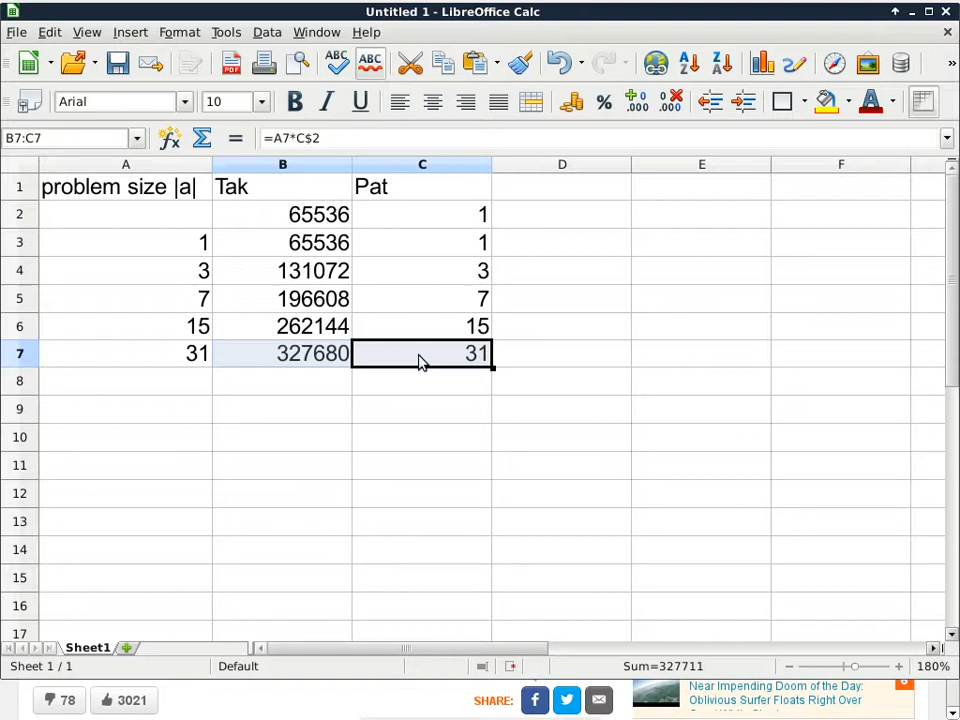 Untitled 1 - LibreOffice Calc
File Edit View Insert Format Tools Data Window Help
Arial 10
B7:C7 =A7*C$2
A B C D E F
1 problem size |a| Tak Pat
2 65536 1
3 1 65536 1
4 3 131072 3
5 7 196608 7
6 15 262144 15
7 31 327680 31
8
9
10
11
12
13
14
15
16
17
Sheet1
Sheet 1 / 1 Default Sum=327711 180%
78 3021 SHARE: Near Impending Doom of the Day:
Oblivious Surfer Floats Right Over